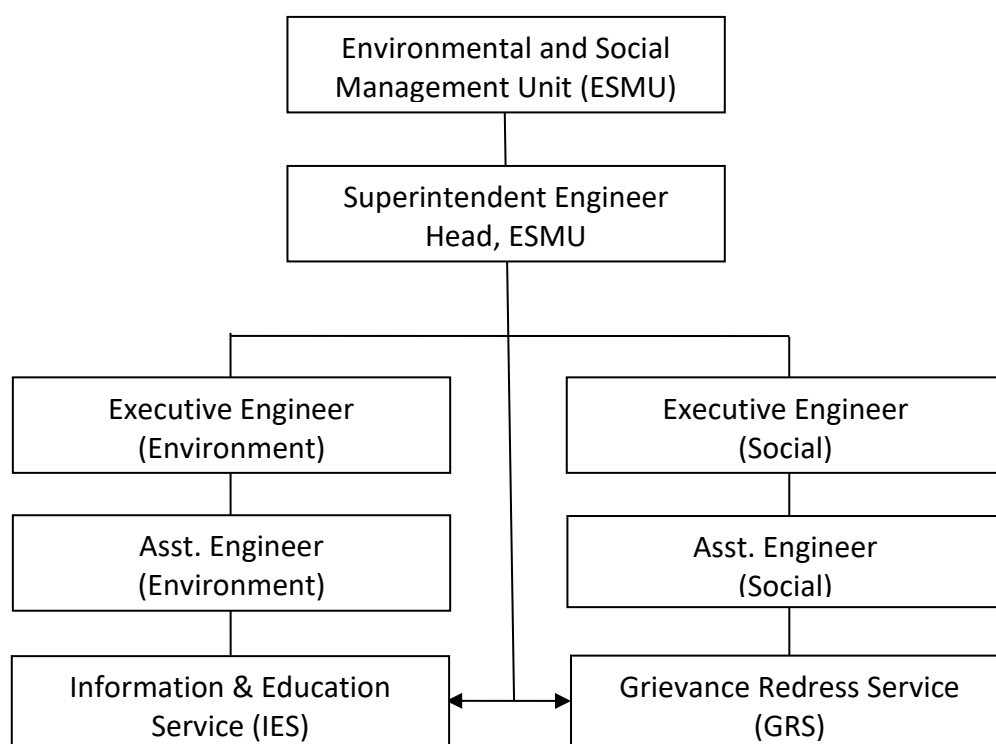 Environmental and Social
Management Unit (ESMU)
Superintendent Engineer
Head, ESMU
Executive Engineer
(Environment)
Executive Engineer
(Social)
Asst. Engineer
(Environment)
Asst. Engineer
(Social)
Information & Education
Service (IES)
Grievance Redress Service
(GRS)